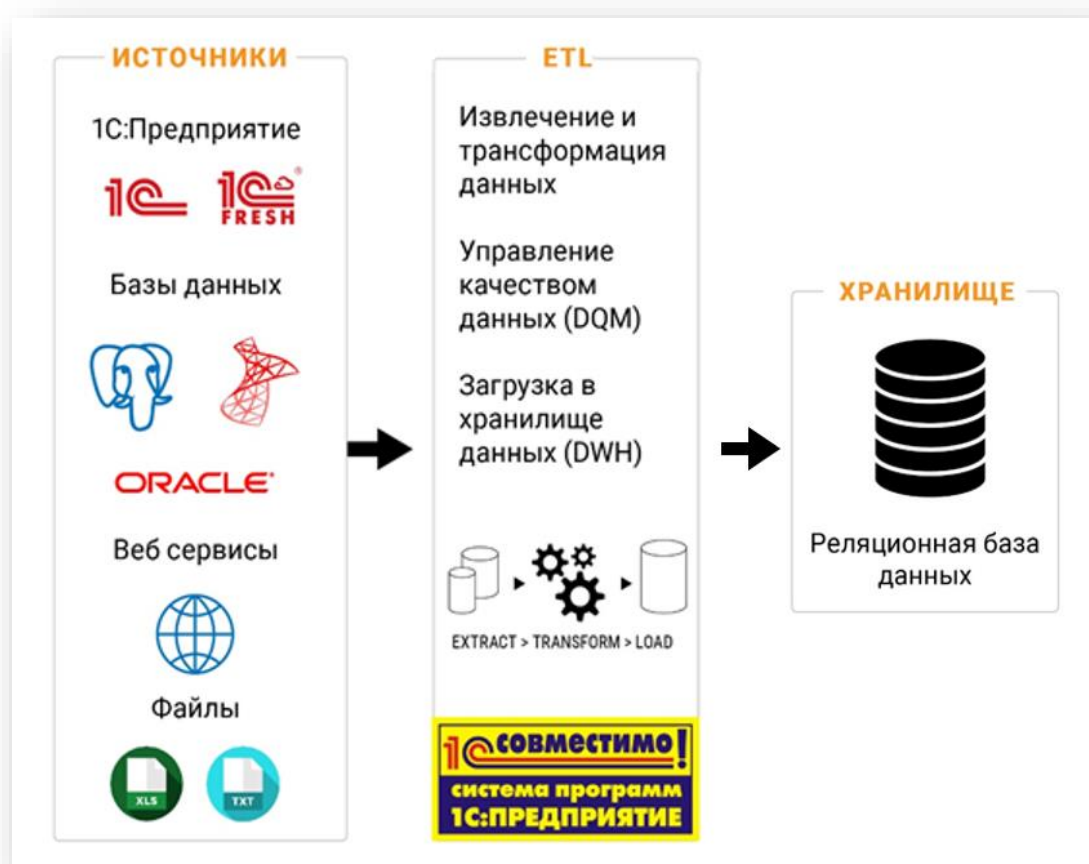 ИСТОЧНИКИ
1С:Предприятие
1С
1С
FRESH
Базы данных
ORACLE
Веб сервисы
Файлы
XLS
TXT
ETL
Извлечение и
трансформация
данных
Управление
качеством
данных (DQM)
Загрузка в
хранилище
данных (DWH)
EXTRACT > TRANSFORM > LOAD
1С СОВМЕСТИМО!
система программ
1С:ПРЕДПРИЯТИЕ
ХРАНИЛИЩЕ
Реляционная база
данных